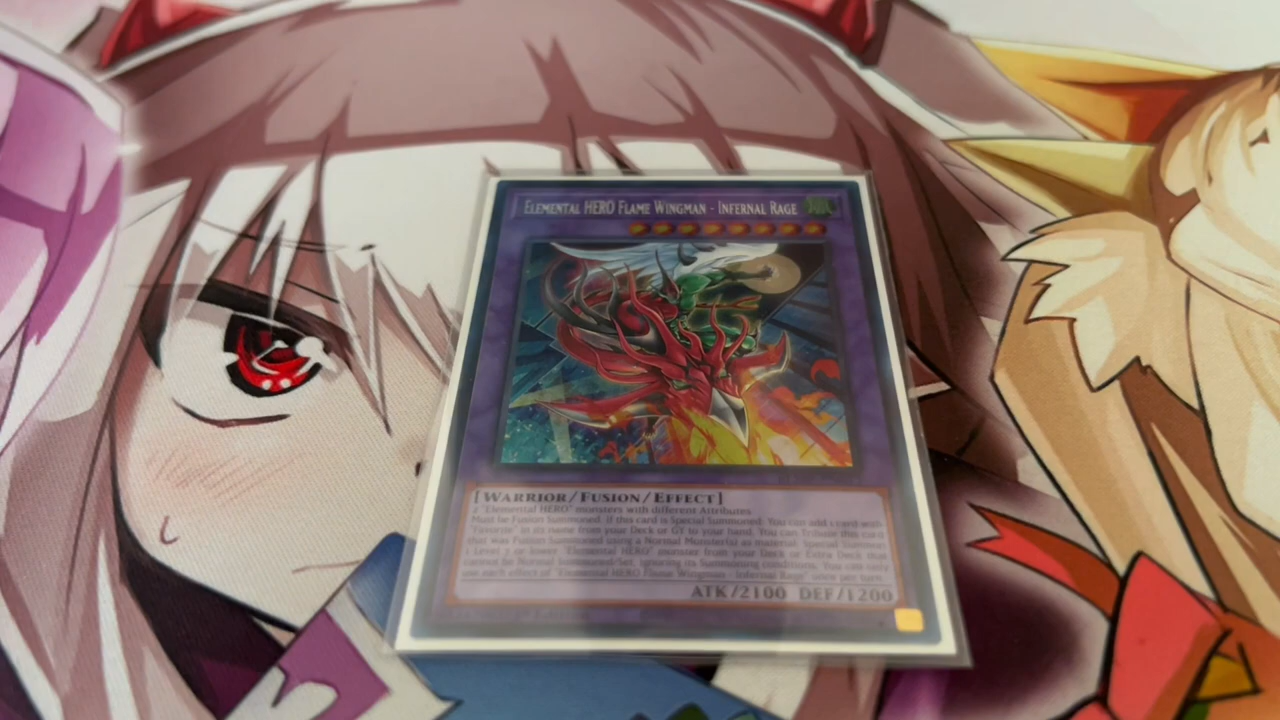 ELEMENTAL HERO FLAME WINGMAN - INFERNAL RAGE
[WARRIOR/FUSION/EFFECT]
2 "Elemental HERO" monsters with different Attributes
Must be Fusion Summoned. If this card is Special Summoned: You can add 1 card with
"Favorite" in its name from your Deck or GY to your hand. You can Tribute this card
that was Fusion Summoned using a Normal Monster(s) as material; Special Summon
1 Level 7 or lower "Elemental HERO" monster from your Deck or Extra Deck that
cannot be Normal Summoned/Set, ignoring its Summoning conditions. You can only
use each effect of "Elemental HERO Flame Wingman - Infernal Rage" once per turn.
ATK/2100 DEF/1200